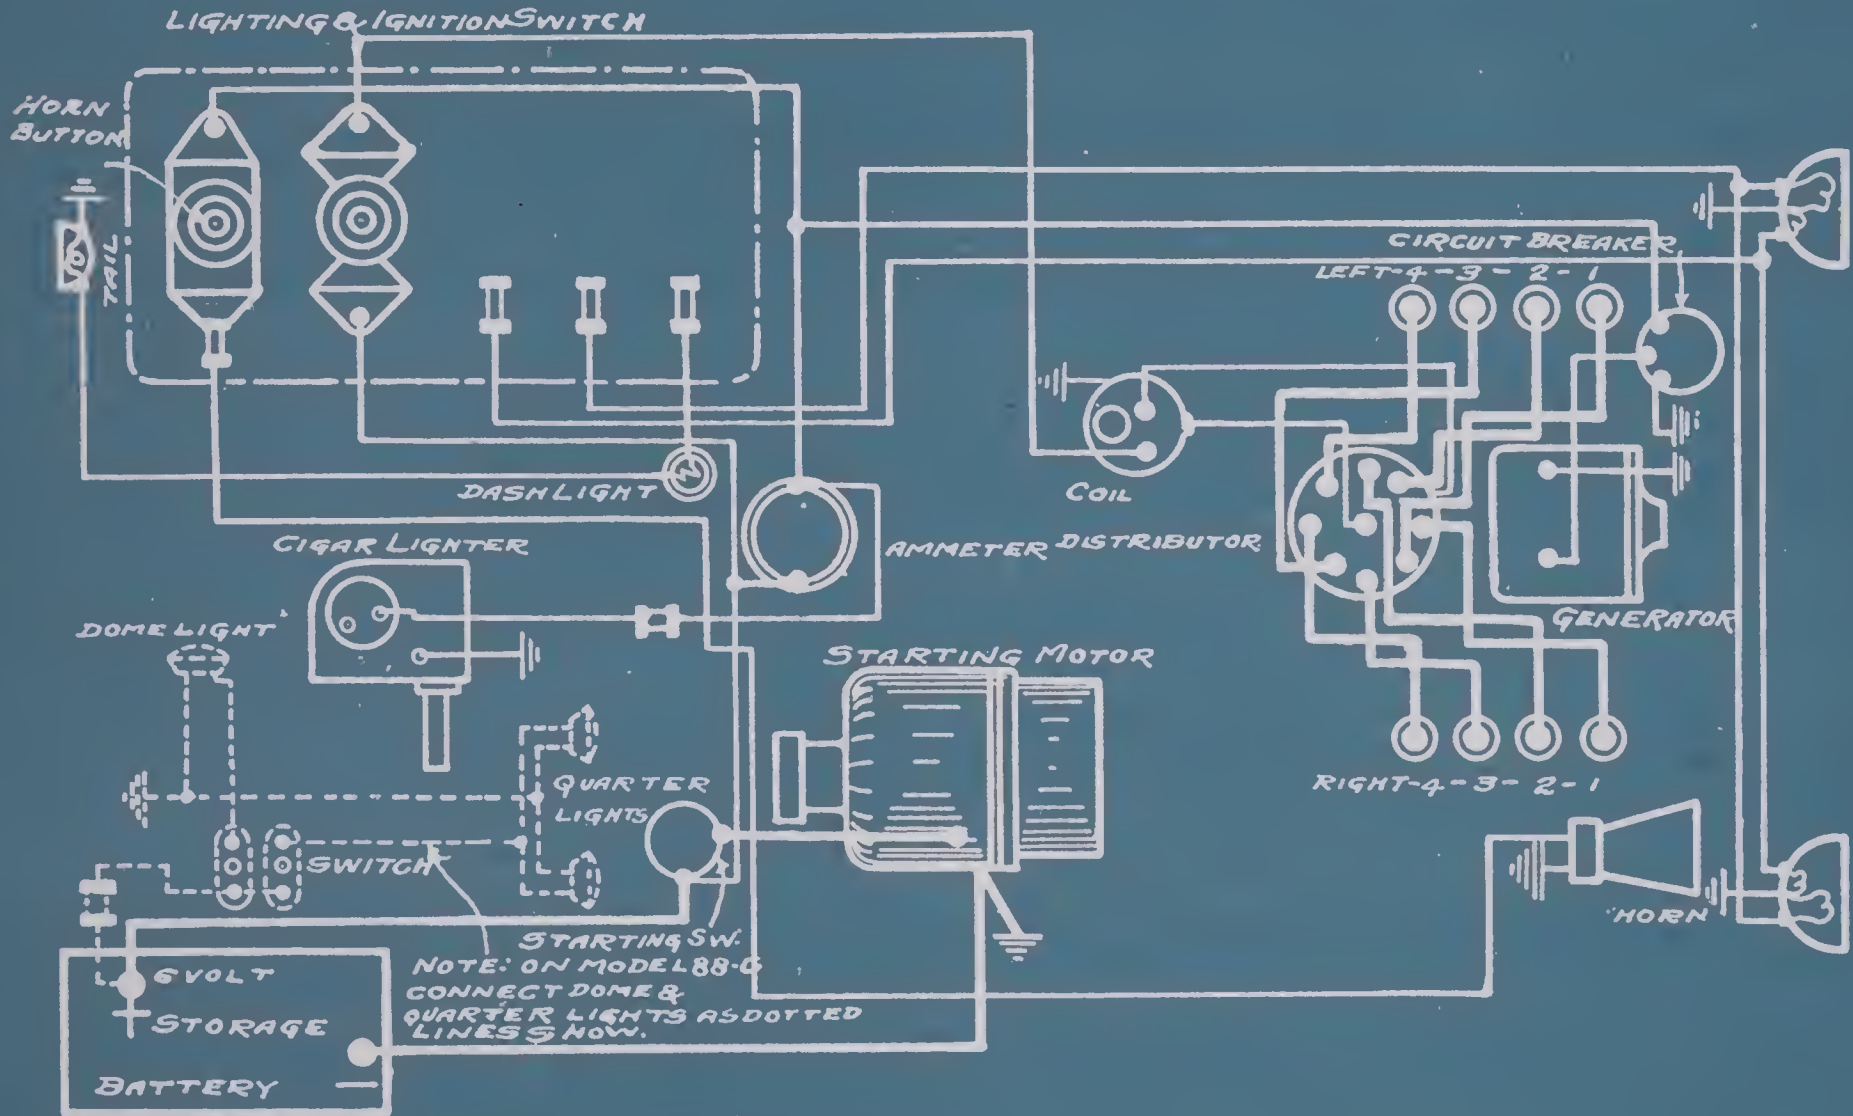 LIGHTING & IGNITION SWITCH
HORN
BUTTON
TAIL
CIRCUIT BREAKER
LEFT-4-3-2-1
DASH LIGHT
COIL
CIGAR LIGHTER
AMMETER
DISTRIBUTOR
GENERATOR
DOME LIGHT
STARTING MOTOR
QUARTER
LIGHTS
RIGHT-4-3-2-1
SWITCH
HORN
STARTING SW.
6 VOLT
STORAGE
BATTERY
NOTE: ON MODEL 88-
CONNECT DOME &
QUARTER LIGHTS AS DOTTED
LINES SHOW.